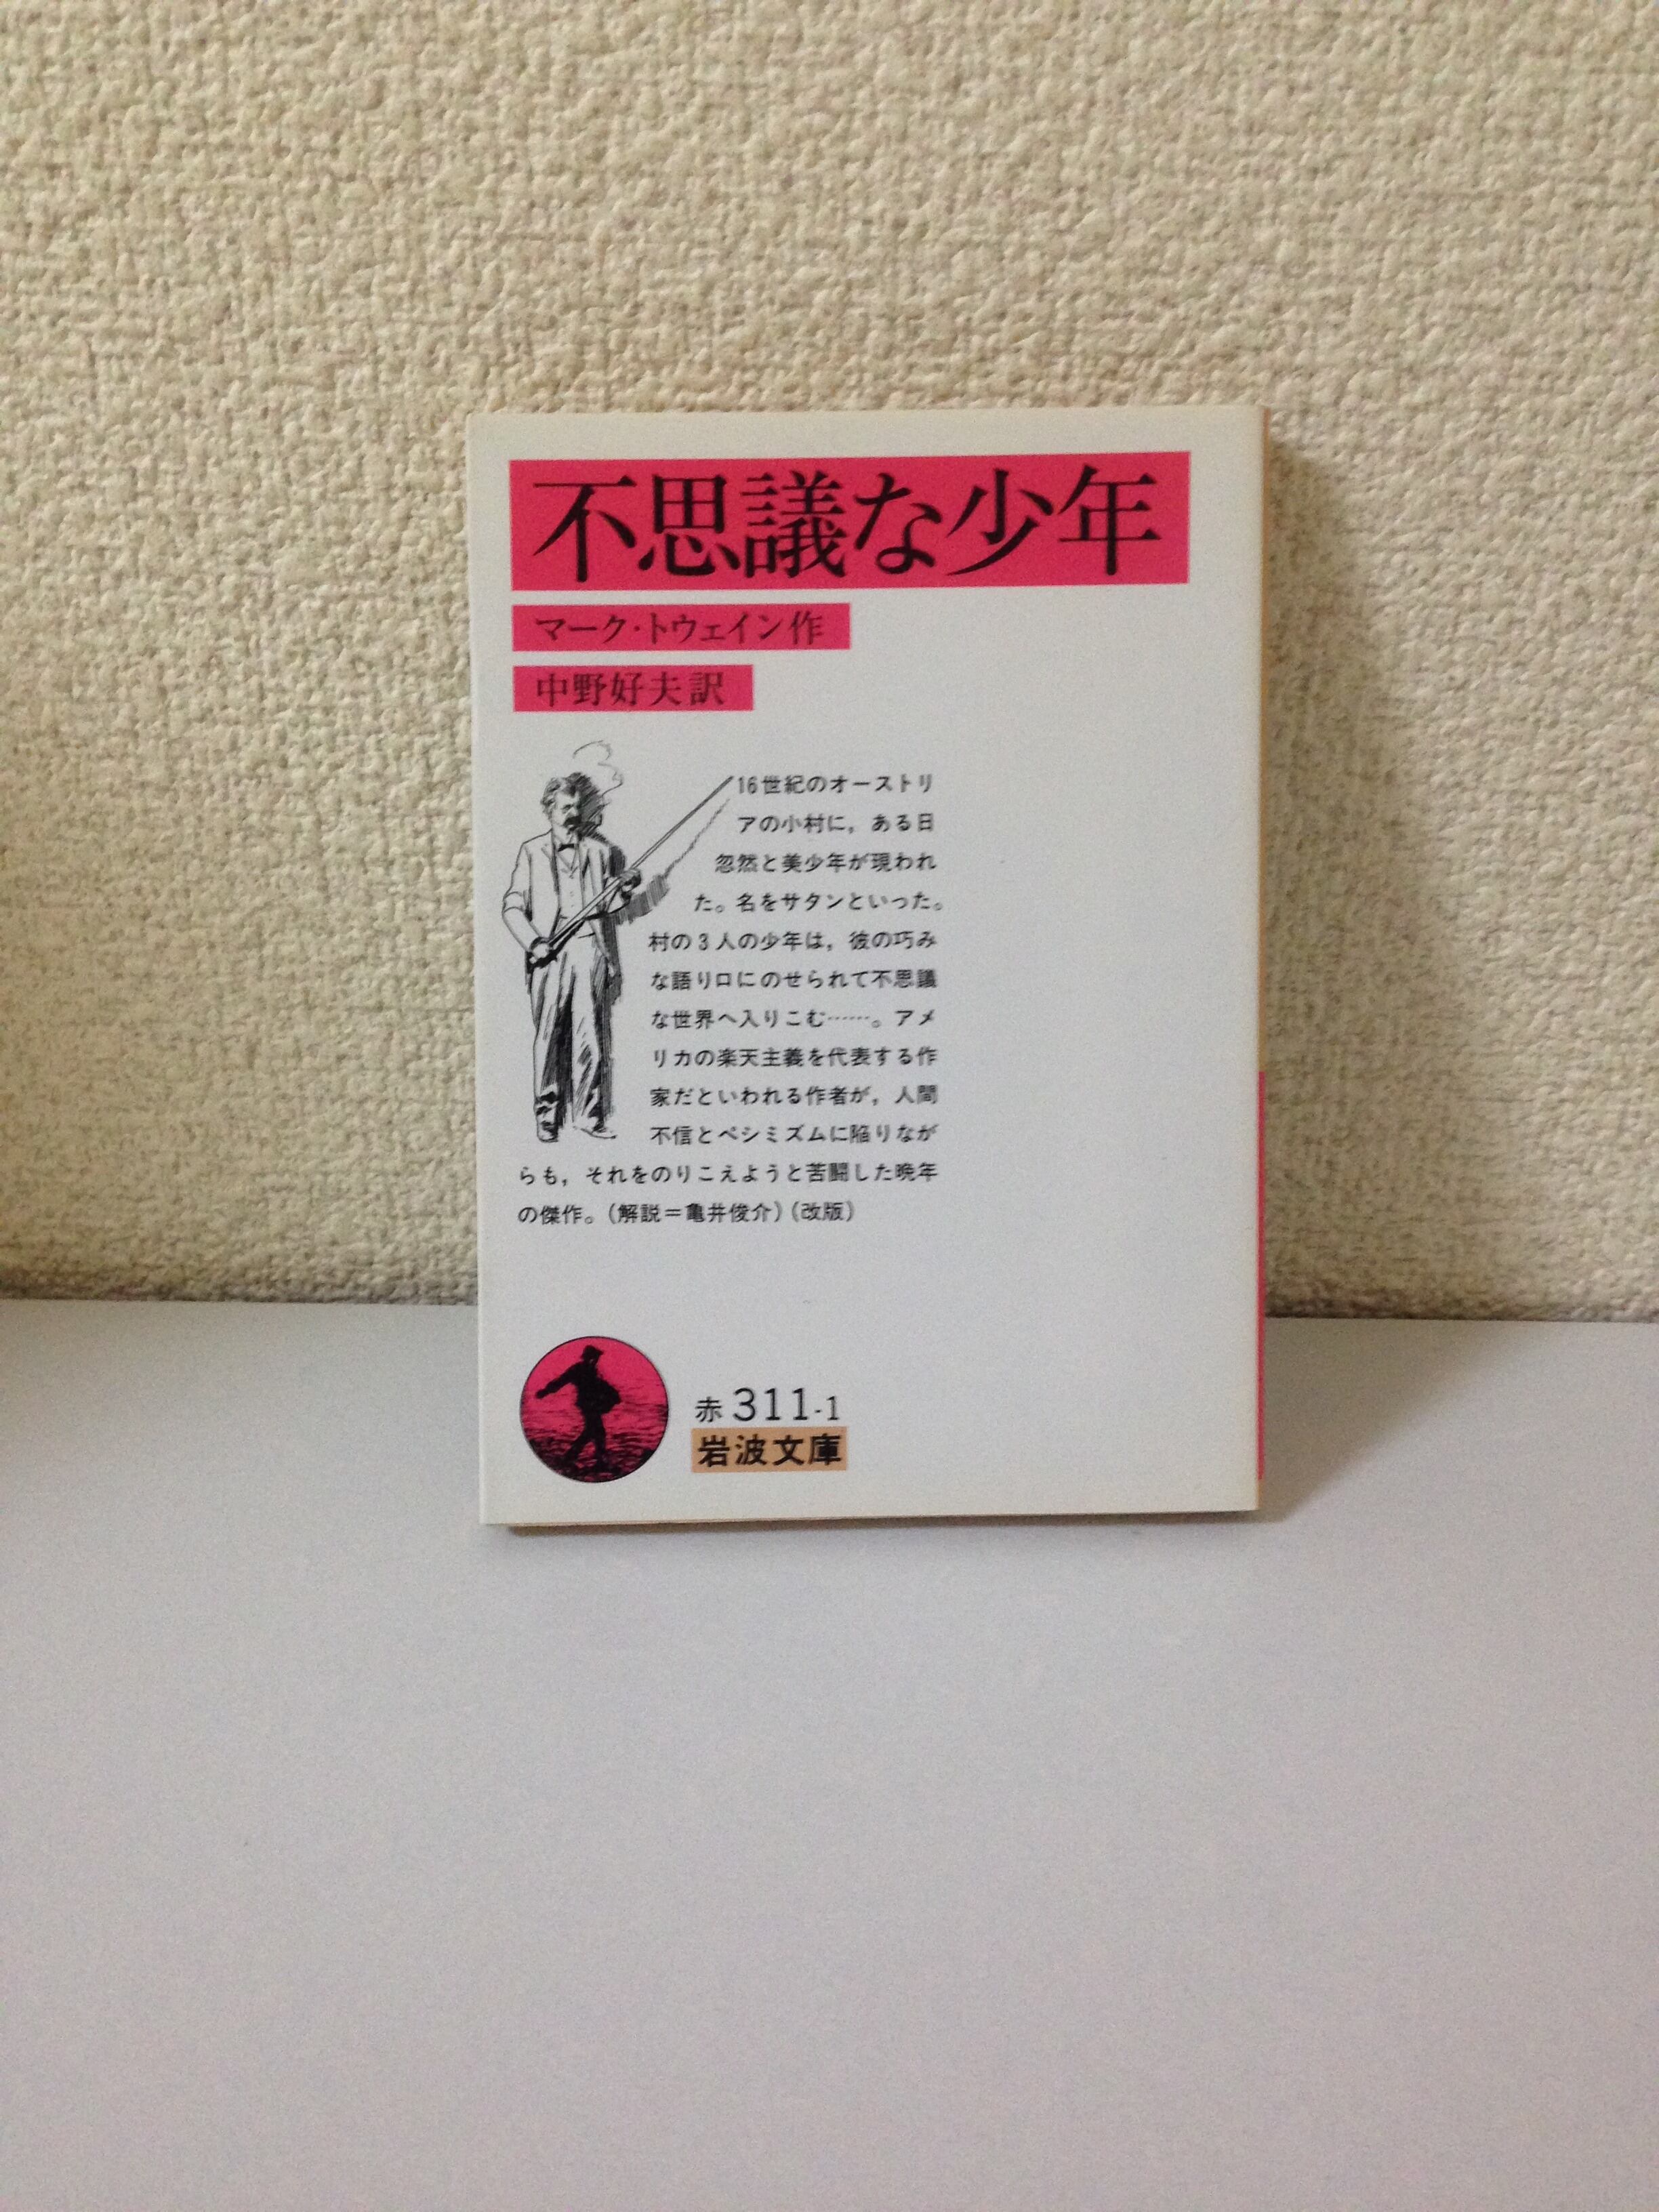 不思議な少年
マーク・トウェイン作
中野好夫訳
16世紀のオーストリ
アの小村に，ある日
忽然と美少年が現われ
た。名をサタンといった。
村の3人の少年は，彼の巧み
な語り口にのせられて不思議
な世界へ入りこむ……。アメ
リカの楽天主義を代表する作
家だといわれる作者が，人間
不信とペシミズムに陥りなが
らも，それをのりこえようと苦闘した晩年
の傑作。（解説＝亀井俊介）（改版）
赤 311-1
岩波文庫